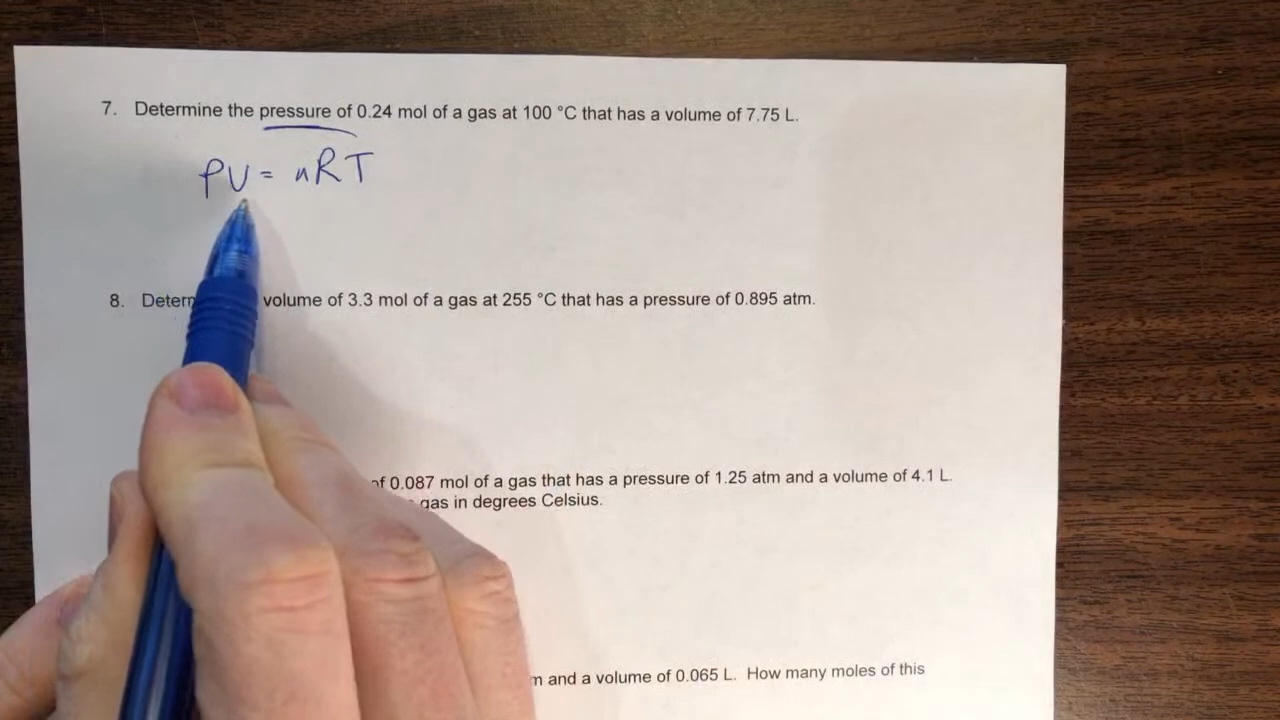 7. Determine the pressure of 0.24 mol of a gas at 100 °C that has a volume of 7.75 L.
PV = nRT
8. volume of 3.3 mol of a gas at 255 °C that has a pressure of 0.895 atm.
of 0.087 mol of a gas that has a pressure of 1.25 atm and a volume of 4.1 L.
gas in degrees Celsius.
and a volume of 0.065 L. How many moles of this